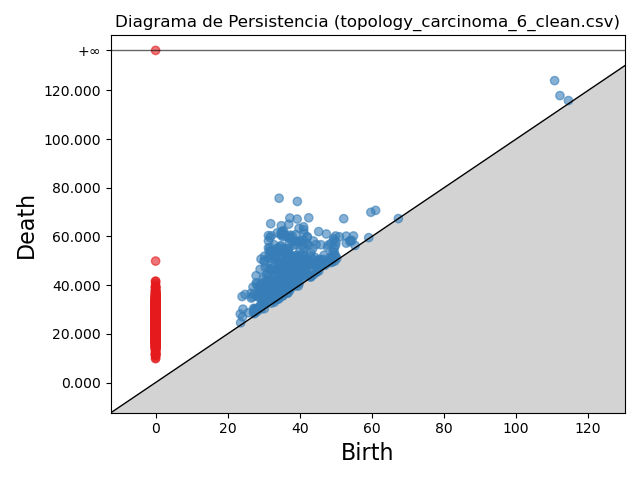 Diagrama de Persistencia (topology_carcinoma_6_clean.csv)
+∞
120.000
100.000
80.000
60.000
40.000
20.000
0.000
Death
0 20 40 60 80 100 120
Birth